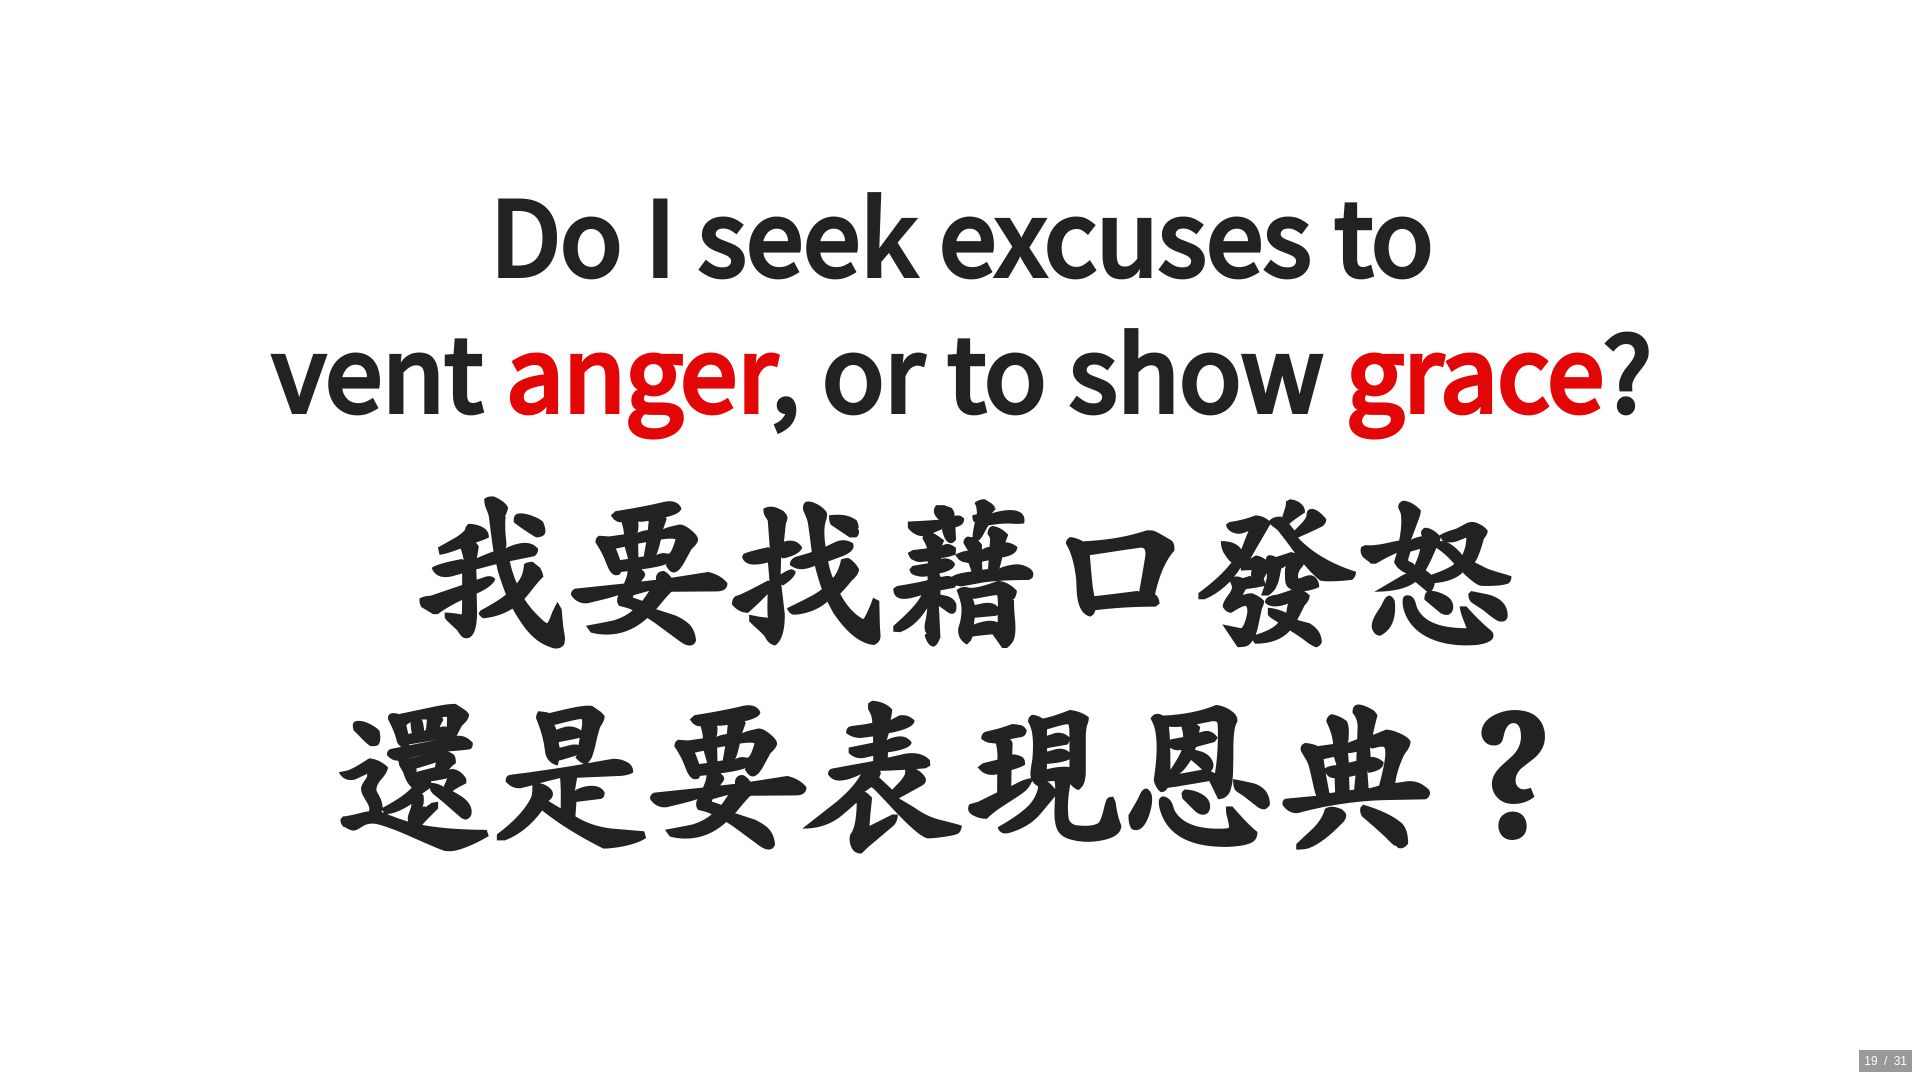 Do I seek excuses to
vent anger, or to show grace?
我要找藉口發怒
還是要表現恩典？
19 / 31